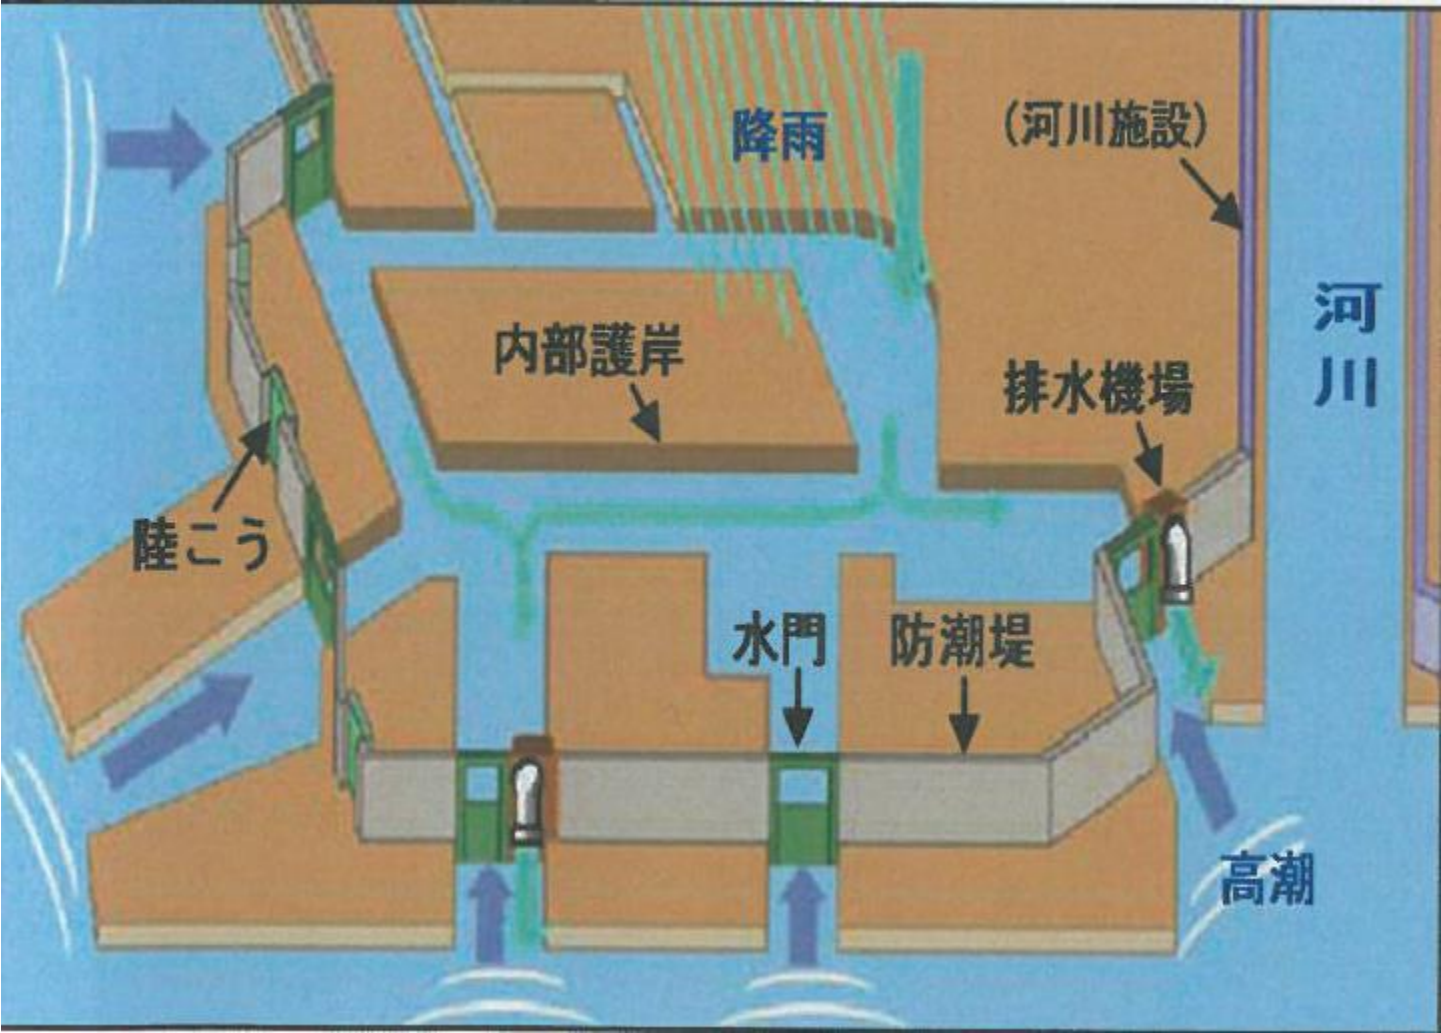 降雨
(河川施設)
河川
内部護岸
排水機場
陸こう
水門
防潮堤
高潮